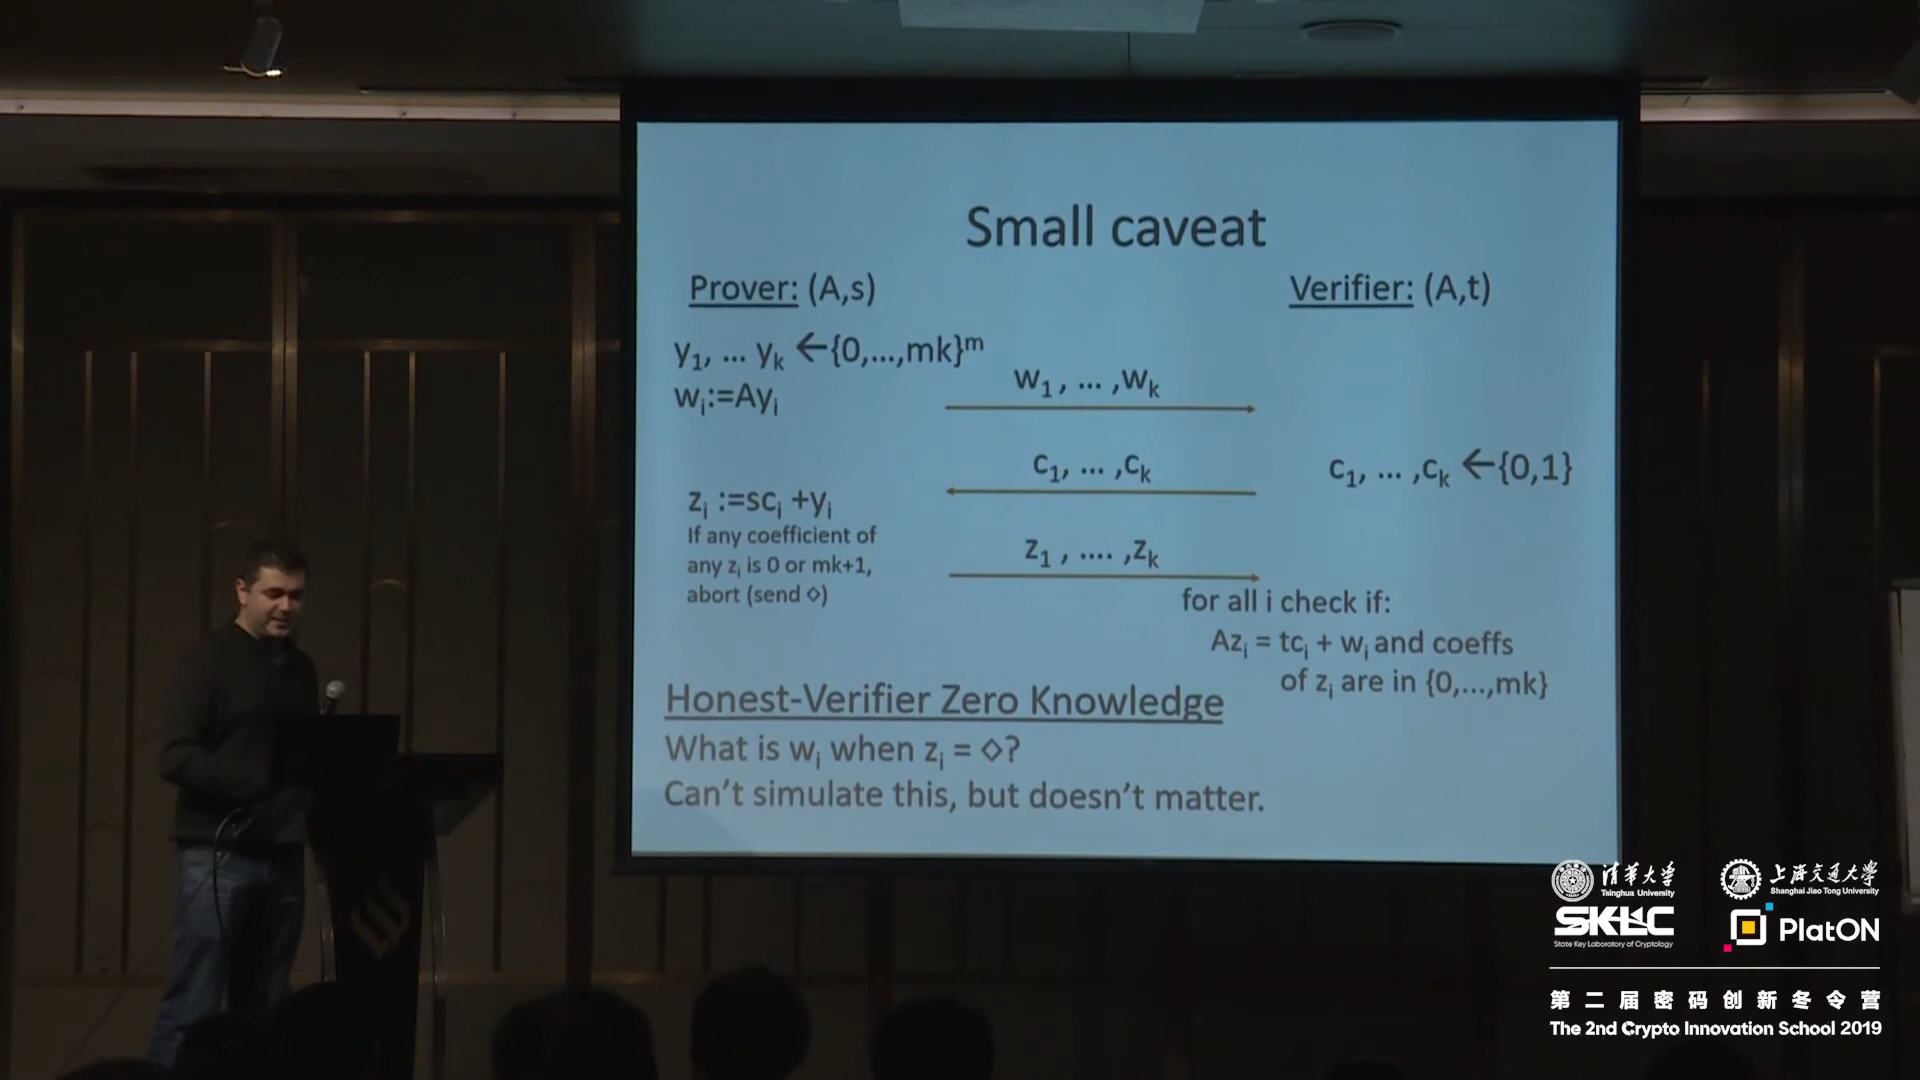 Small caveat
Prover: (A,s)
Verifier: (A,t)
y₁, ... yₖ ←{0,...,mk}ᵐ
wᵢ:=Ayᵢ
w₁ , ... ,wₖ
c₁, ... ,cₖ
c₁, ... ,cₖ ←{0,1}
zᵢ :=scᵢ +yᵢ
If any coefficient of
any zᵢ is 0 or mk+1,
abort (send ◇)
z₁ , .... ,zₖ
for all i check if:
Azᵢ = tcᵢ + wᵢ and coeffs
of zᵢ are in {0,...,mk}
Honest-Verifier Zero Knowledge
What is wᵢ when zᵢ = ◇?
Can't simulate this, but doesn't matter.
清华大学
Tsinghua University
上海交通大学
Shanghai Jiao Tong University
SKLC
State Key Laboratory of Cryptology
PlatON
第二届密码创新冬令营
The 2nd Crypto Innovation School 2019